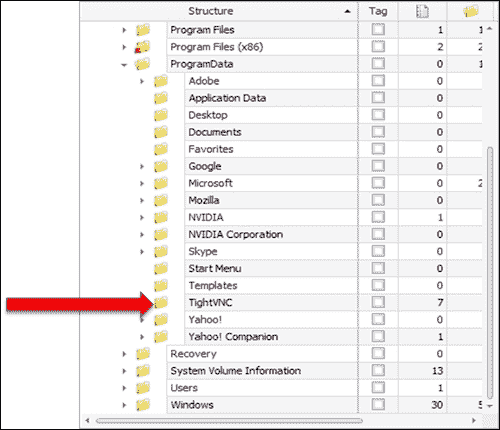 Structure Tag
Program Files 1 1
Program Files (x86) 2 2
ProgramData 0 1
Adobe 0
Application Data 0
Desktop 0
Documents 0
Favorites 0
Google 0
Microsoft 0 2
Mozilla 0
NVIDIA 1
NVIDIA Corporation 0
Skype 0
Start Menu 0
Templates 0
TightVNC 7
Yahoo! 0
Yahoo! Companion 1
Recovery 0
System Volume Information 13
Users 1
Windows 30 5